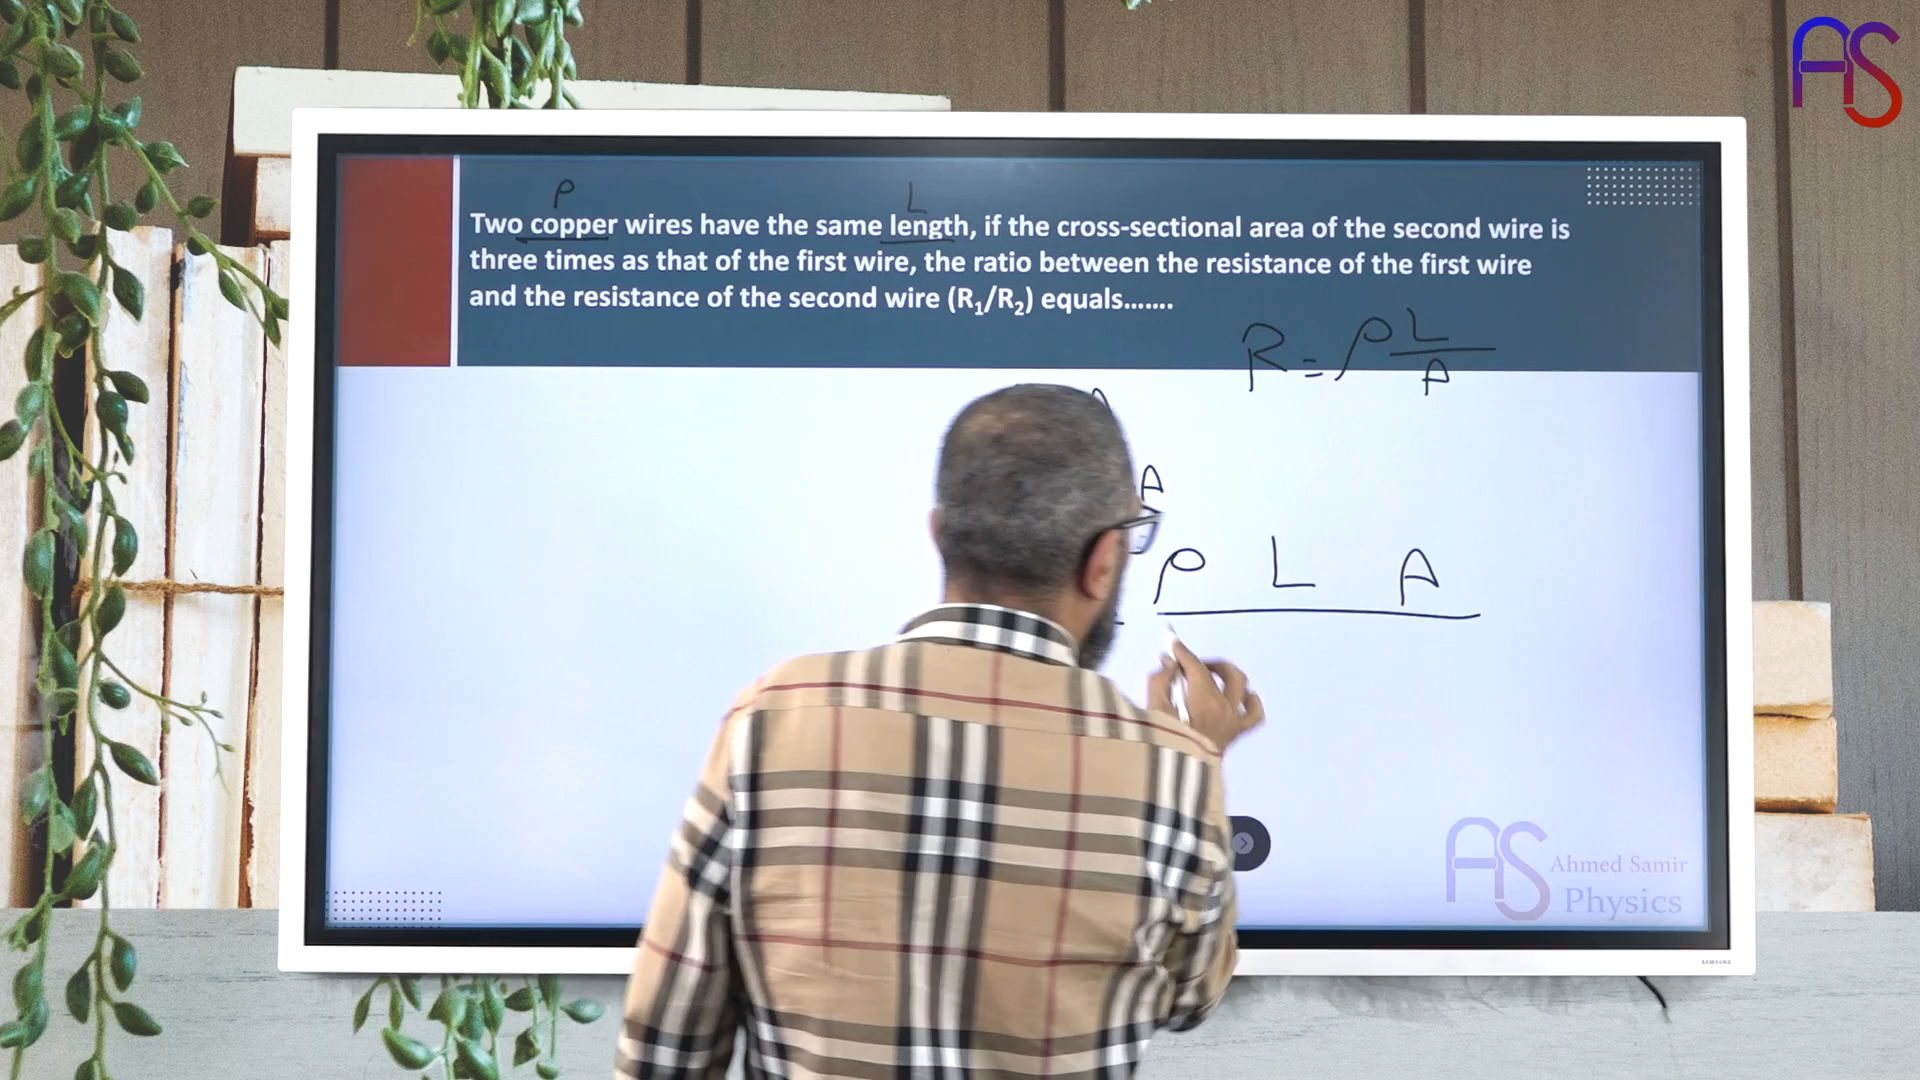 AS
ρ L
Two copper wires have the same length, if the cross-sectional area of the second wire is
three times as that of the first wire, the ratio between the resistance of the first wire
and the resistance of the second wire (R₁/R₂) equals.......
R = ρ L/A
A
ρ L A
AS Ahmed Samir
Physics
SAMSUNG